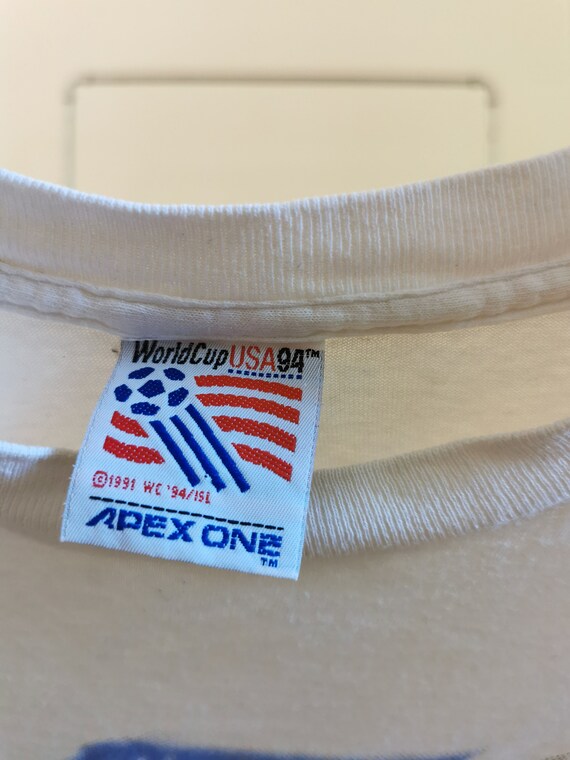 WorldCupUSA94™
©1991 WC '94/ISL
APEX ONE
™